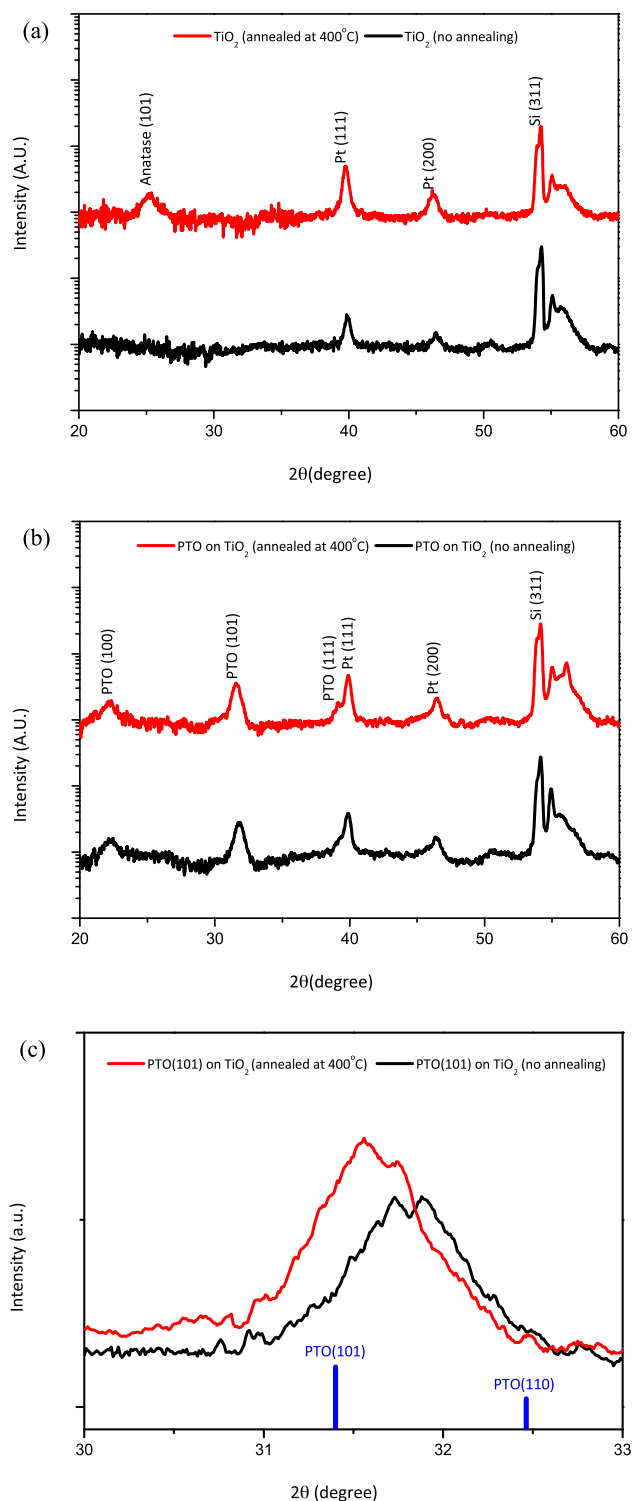 (a)
TiO2 (annealed at 400°C) TiO2 (no annealing)
Anatase (101)
Pt (111)
Pt (200)
Si (311)
Intensity (A.U.)
20 30 40 50 60
2θ(degree)
(b)
PTO on TiO2 (annealed at 400°C) PTO on TiO2 (no annealing)
PTO (100)
PTO (101)
PTO (111)
Pt (111)
Pt (200)
Si (311)
Intensity (A.U.)
20 30 40 50 60
2θ(degree)
(c)
PTO(101) on TiO2 (annealed at 400°C) PTO(101) on TiO2 (no annealing)
Intensity (a.u.)
PTO(101)
PTO(110)
30 31 32 33
2θ (degree)